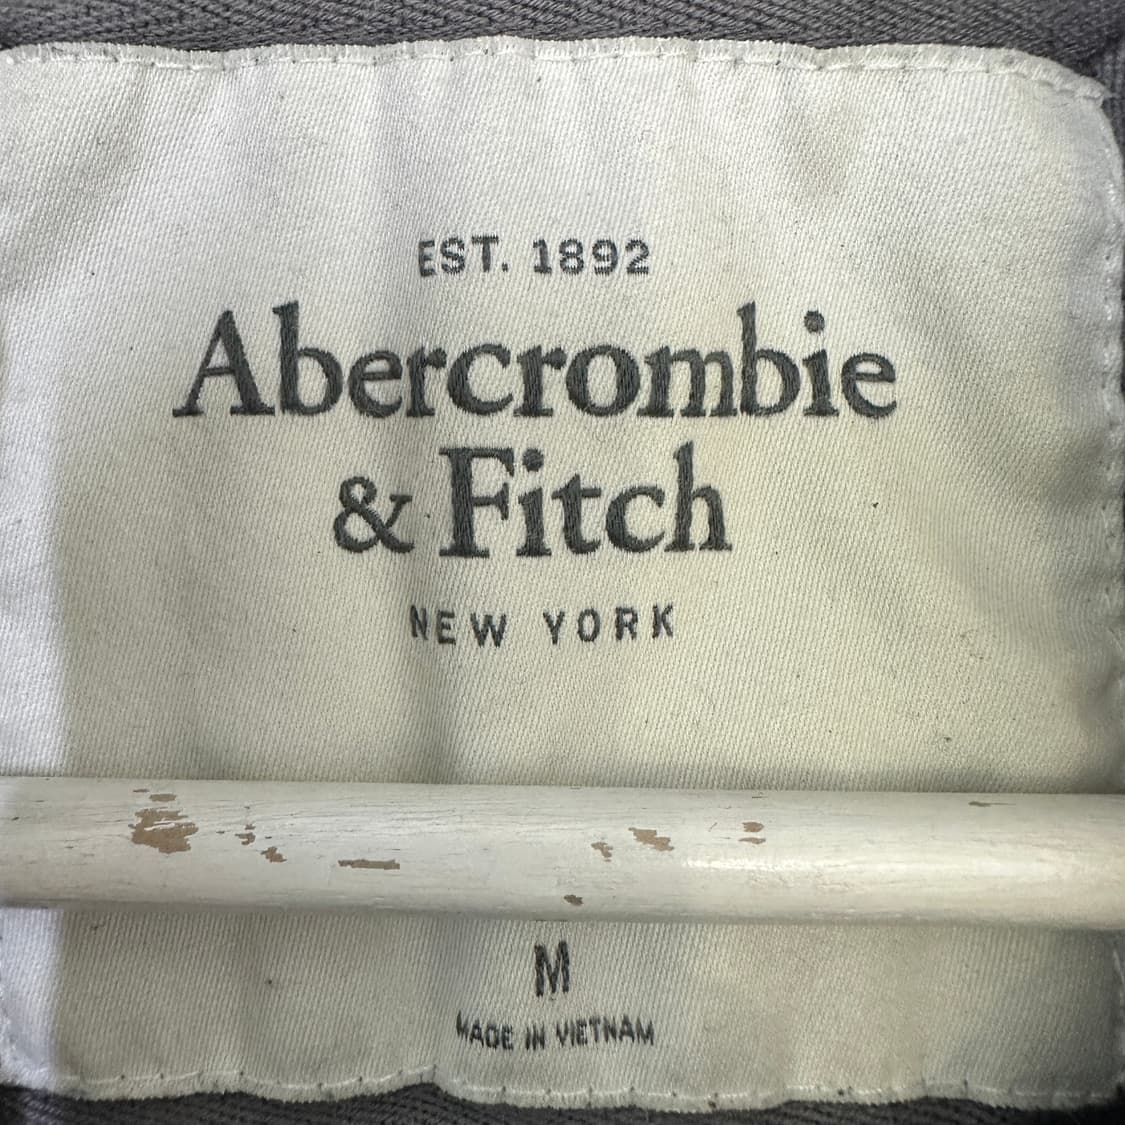 EST. 1892
Abercrombie
& Fitch
NEW YORK
M
MADE IN VIETNAM